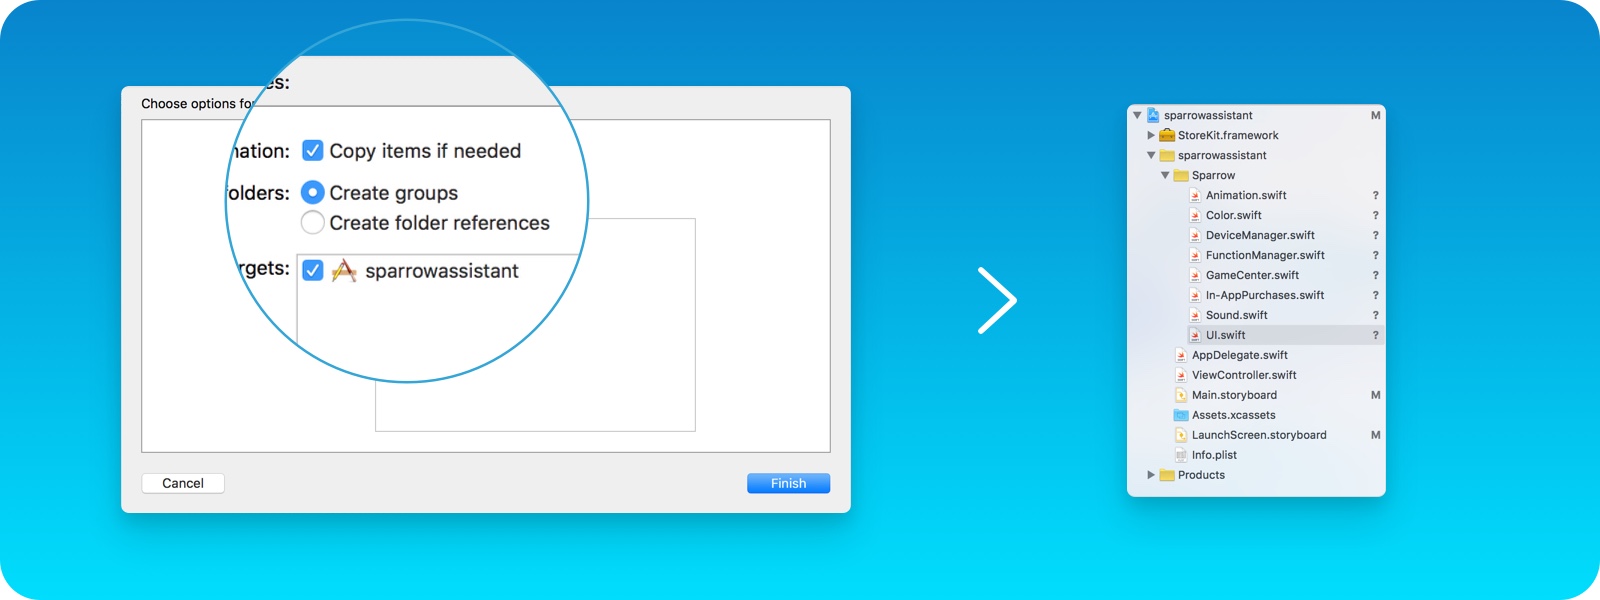 es:
Choose options for
nation: Copy items if needed
olders: Create groups
Create folder references
rgets: sparrowassistant
Cancel
Finish
sparrowassistant M
StoreKit.framework
sparrowassistant
Sparrow
Animation.swift ?
Color.swift ?
DeviceManager.swift ?
FunctionManager.swift ?
GameCenter.swift ?
In-AppPurchases.swift ?
Sound.swift ?
UI.swift ?
AppDelegate.swift
ViewController.swift
Main.storyboard M
Assets.xcassets
LaunchScreen.storyboard M
Info.plist
Products